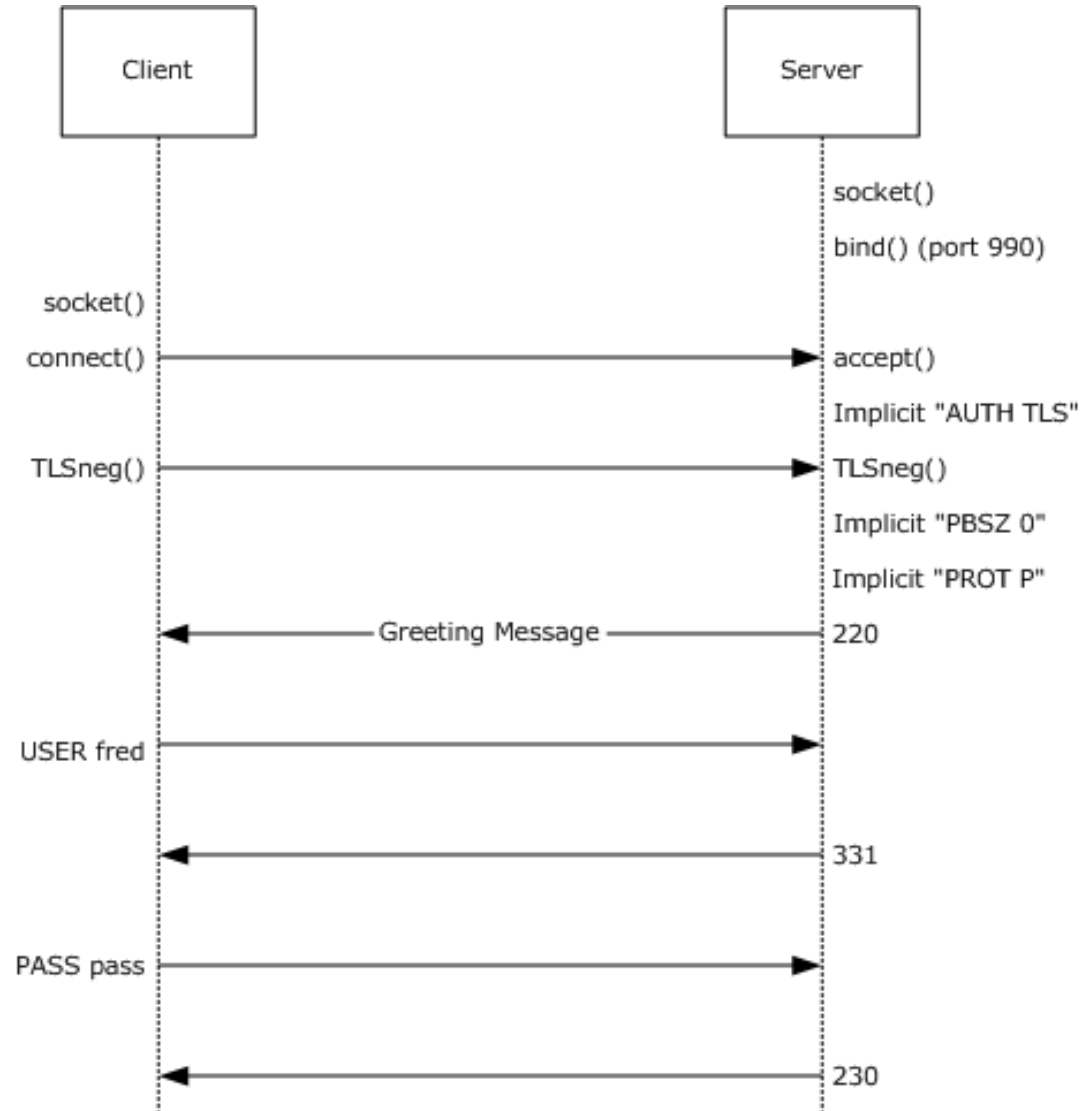 Client
Server
socket()
bind() (port 990)
socket()
connect()
accept()
Implicit "AUTH TLS"
TLSneg()
TLSneg()
Implicit "PBSZ 0"
Implicit "PROT P"
Greeting Message
220
USER fred
331
PASS pass
230